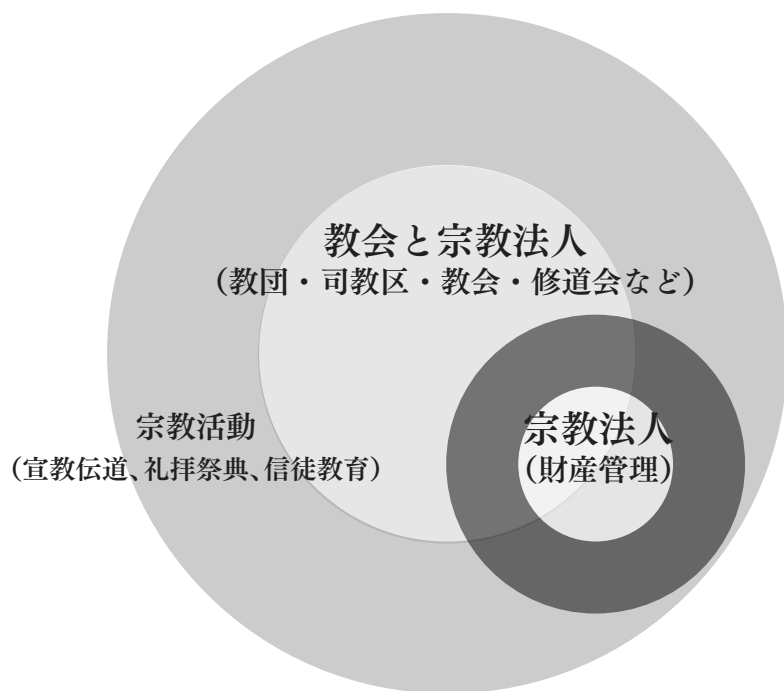 教会と宗教法人
（教団・司教区・教会・修道会など）
宗教活動
（宣教伝道、礼拝祭典、信徒教育）
宗教法人
（財産管理）